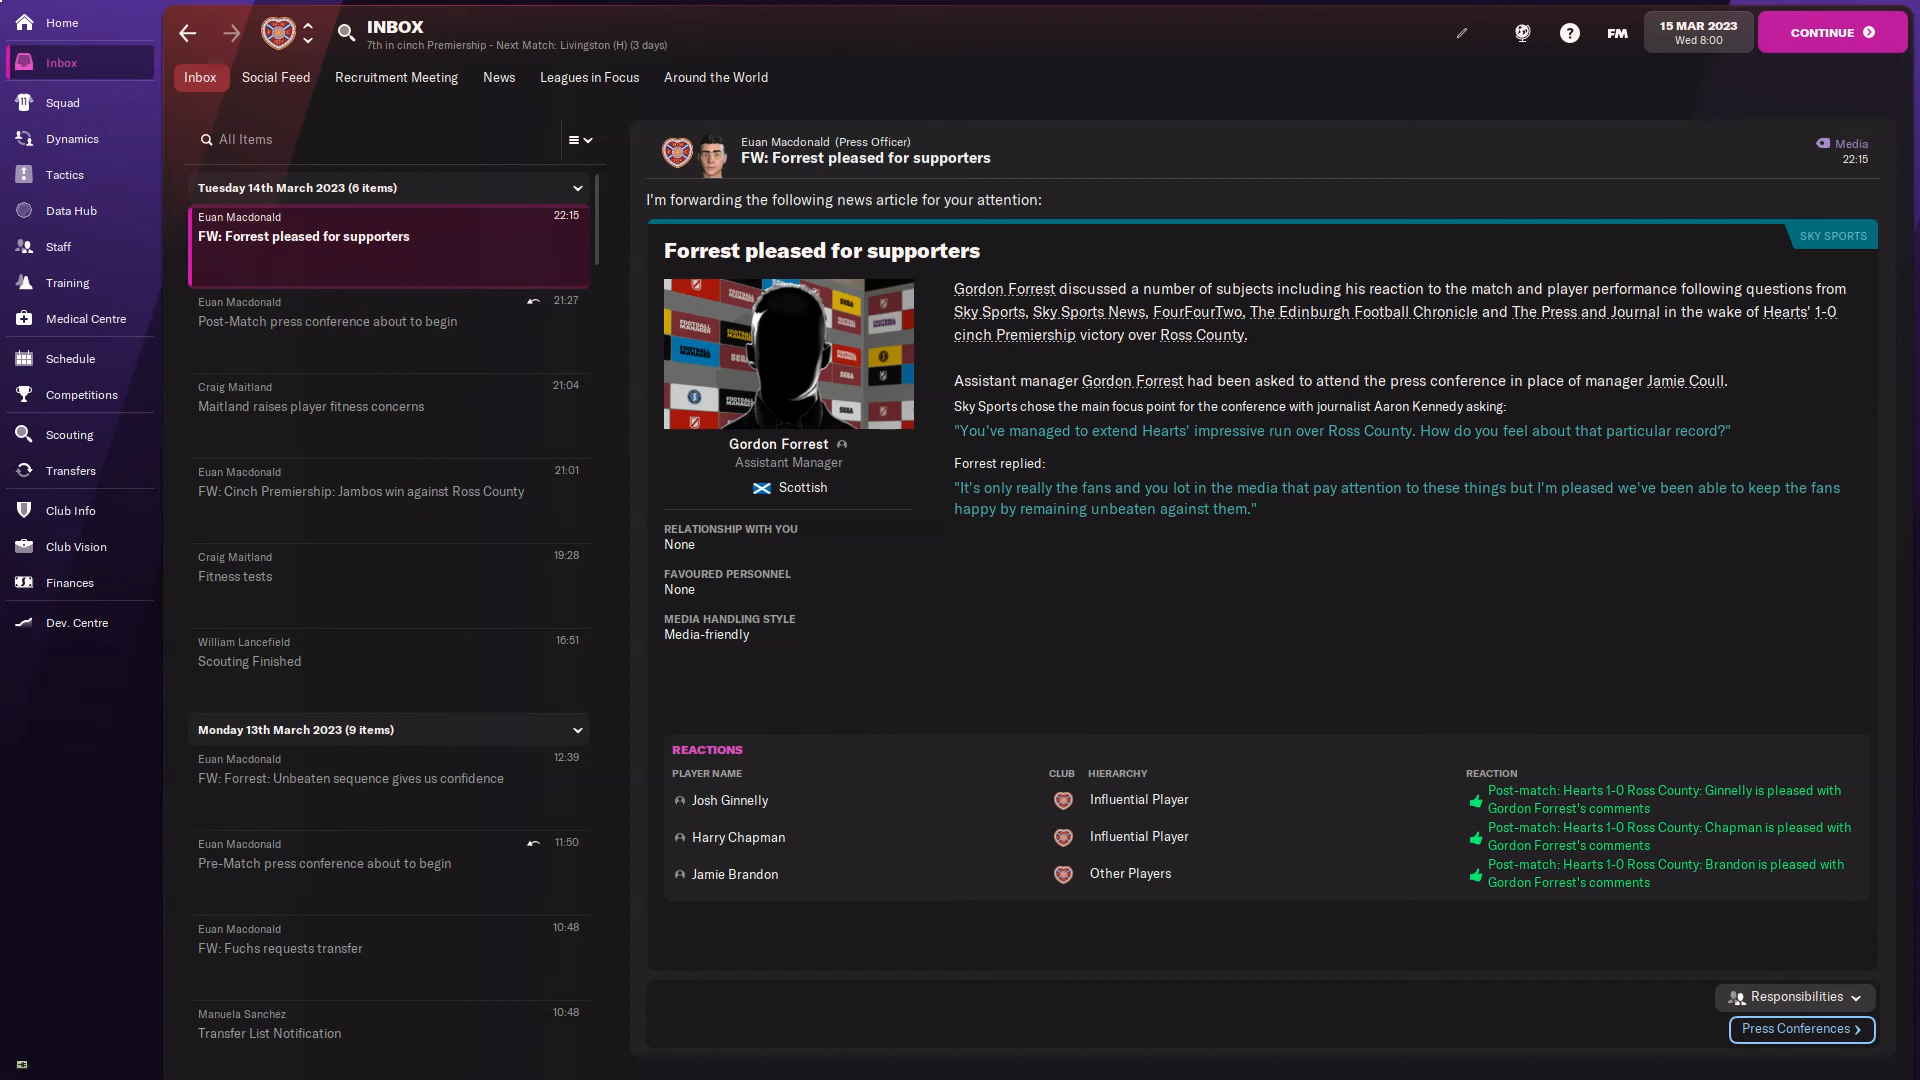 Home
Inbox
Squad
Dynamics
Tactics
Data Hub
Staff
Training
Medical Centre
Schedule
Competitions
Scouting
Transfers
Club Info
Club Vision
Finances
Dev. Centre
INBOX
7th in cinch Premiership - Next Match: Livingston (H) (3 days)
?
FM
15 MAR 2023
Wed 8:00
CONTINUE
Inbox
Social Feed
Recruitment Meeting
News
Leagues in Focus
Around the World
All Items
Tuesday 14th March 2023 (6 items)
Euan Macdonald 22:15
FW: Forrest pleased for supporters
Euan Macdonald 21:27
Post-Match press conference about to begin
Craig Maitland 21:04
Maitland raises player fitness concerns
Euan Macdonald 21:01
FW: Cinch Premiership: Jambos win against Ross County
Craig Maitland 19:28
Fitness tests
William Lancefield 16:51
Scouting Finished
Monday 13th March 2023 (9 items)
Euan Macdonald 12:39
FW: Forrest: Unbeaten sequence gives us confidence
Euan Macdonald 11:50
Pre-Match press conference about to begin
Euan Macdonald 10:48
FW: Fuchs requests transfer
Manuela Sanchez 10:48
Transfer List Notification
Euan Macdonald (Press Officer)
FW: Forrest pleased for supporters
Media
22:15
I'm forwarding the following news article for your attention:
SKY SPORTS
Forrest pleased for supporters
Gordon Forrest
Assistant Manager
Scottish
RELATIONSHIP WITH YOU
None
FAVOURED PERSONNEL
None
MEDIA HANDLING STYLE
Media-friendly
Gordon Forrest discussed a number of subjects including his reaction to the match and player performance following questions from
Sky Sports, Sky Sports News, FourFourTwo, The Edinburgh Football Chronicle and The Press and Journal in the wake of Hearts' 1-0
cinch Premiership victory over Ross County.
Assistant manager Gordon Forrest had been asked to attend the press conference in place of manager Jamie Coull.
Sky Sports chose the main focus point for the conference with journalist Aaron Kennedy asking:
"You've managed to extend Hearts' impressive run over Ross County. How do you feel about that particular record?"
Forrest replied:
"It's only really the fans and you lot in the media that pay attention to these things but I'm pleased we've been able to keep the fans
happy by remaining unbeaten against them."
REACTIONS
PLAYER NAME CLUB HIERARCHY REACTION
Josh Ginnelly Influential Player Post-match: Hearts 1-0 Ross County: Ginnelly is pleased with
Gordon Forrest's comments
Harry Chapman Influential Player Post-match: Hearts 1-0 Ross County: Chapman is pleased with
Gordon Forrest's comments
Jamie Brandon Other Players Post-match: Hearts 1-0 Ross County: Brandon is pleased with
Gordon Forrest's comments
Responsibilities
Press Conferences